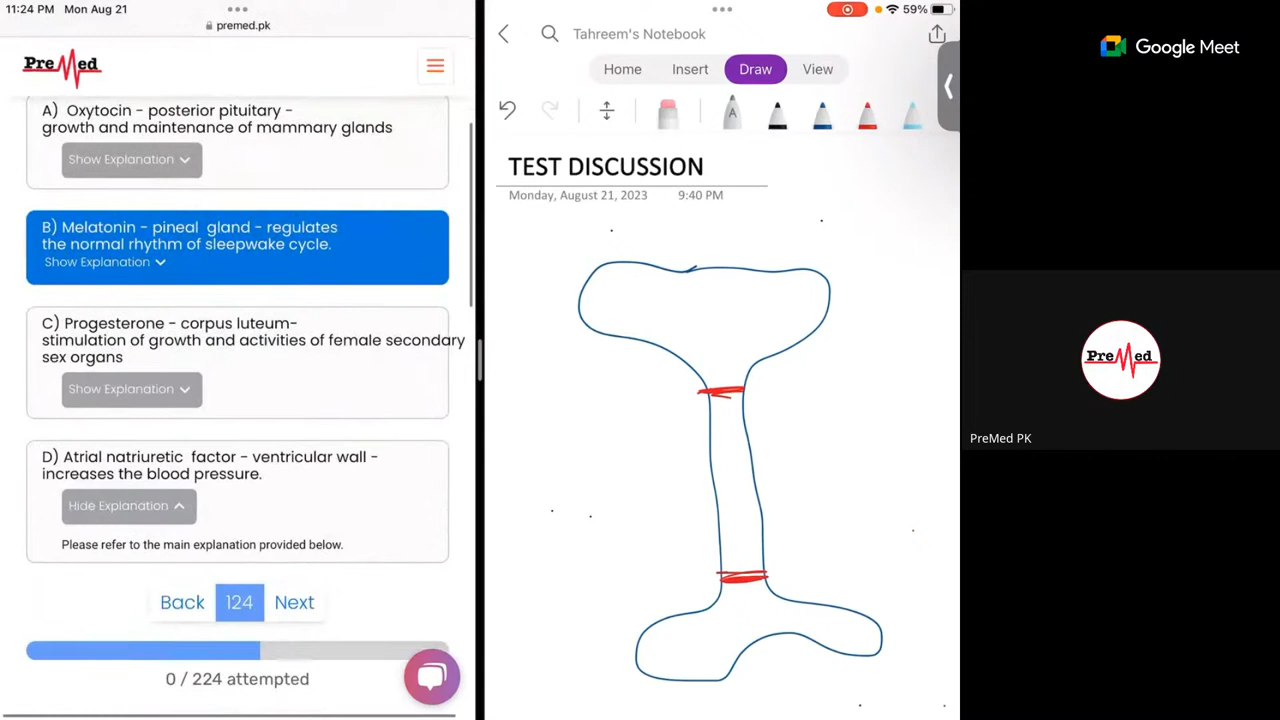 11:24 PM Mon Aug 21
premed.pk
PreMed
A) Oxytocin - posterior pituitary -
growth and maintenance of mammary glands
Show Explanation
B) Melatonin - pineal gland - regulates
the normal rhythm of sleepwake cycle.
Show Explanation
C) Progesterone - corpus luteum-
stimulation of growth and activities of female secondary
sex organs
Show Explanation
D) Atrial natriuretic factor - ventricular wall -
increases the blood pressure.
Hide Explanation
Please refer to the main explanation provided below.
Back 124 Next
0 / 224 attempted
59%
Tahreem's Notebook
Home Insert Draw View
A
TEST DISCUSSION
Monday, August 21, 2023 9:40 PM
Google Meet
PreMed
PreMed PK